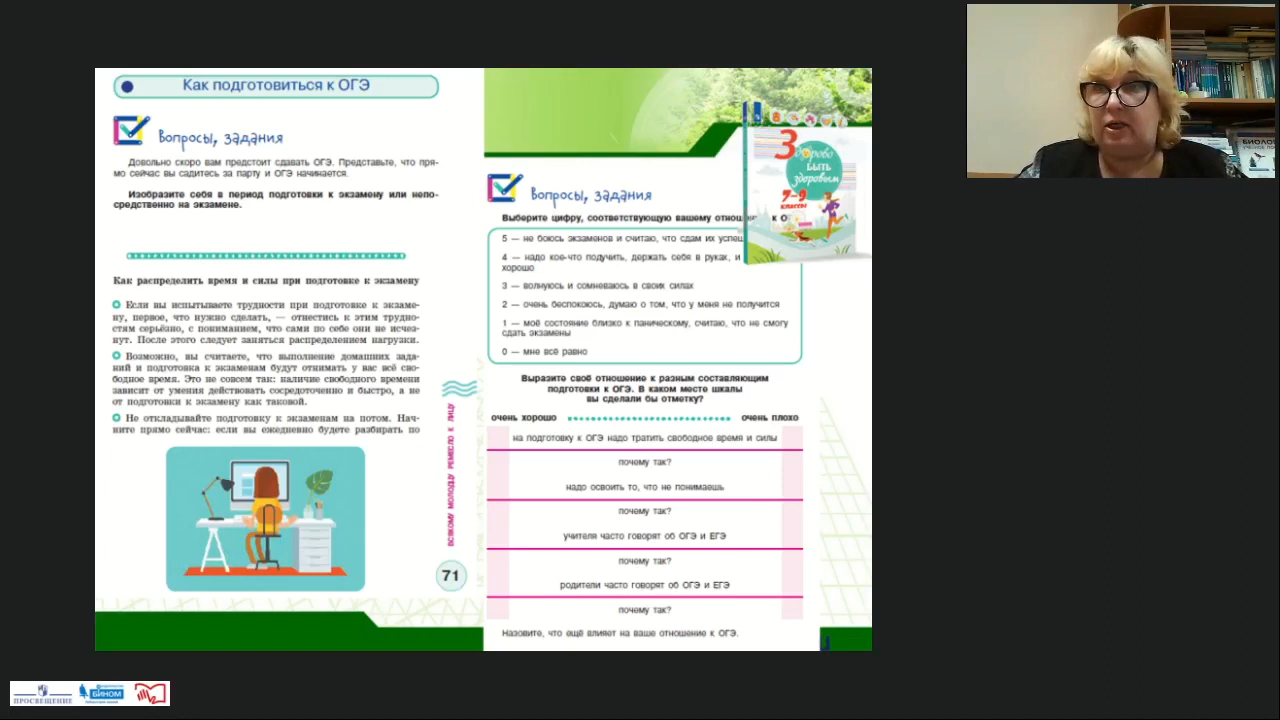 Как подготовиться к ОГЭ
Вопросы, задания
Довольно скоро вам предстоит сдавать ОГЭ. Представьте, что пря-
мо сейчас вы садитесь за парту и ОГЭ начинается.
Изобразите себя в период подготовки к экзамену или непо-
средственно на экзамене.
Как распределить время и силы при подготовке к экзамену
Если вы испытываете трудности при подготовке к экзаме-
ну, первое, что нужно сделать, — отнестись к этим трудно-
стям серьёзно, с пониманием, что сами по себе они не исчез-
нут. После этого следует заняться распределением нагрузки.
Возможно, вы считаете, что выполнение домашних зада-
ний и подготовка к экзаменам будут отнимать у вас всё сво-
бодное время. Это не совсем так: наличие свободного времени
зависит от умения действовать сосредоточенно и быстро, а не
от подготовки к экзамену как таковой.
Не откладывайте подготовку к экзаменам на потом. Нач-
ните прямо сейчас: если вы ежедневно будете разбирать по
ВСЯКОМУ МОЛОДЦУ РЕМЕСЛО К ЛИЦУ
71
Вопросы, задания
Выберите цифру, соответствующую вашему отнош к О
5 — не боюсь экзаменов и считаю, что сдам их успеш
4 — надо кое-что подучить, держать себя в руках, и
хорошо
3 — волнуюсь и сомневаюсь в своих силах
2 — очень беспокоюсь, думаю о том, что у меня не получится
1 — моё состояние близко к паническому, считаю, что не смогу
сдать экзамены
0 — мне всё равно
Выразите своё отношение к разным составляющим
подготовки к ОГЭ. В каком месте шкалы
вы сделали бы отметку?
очень хорошо очень плохо
на подготовку к ОГЭ надо тратить свободное время и силы
почему так?
надо освоить то, что не понимаешь
почему так?
учителя часто говорят об ОГЭ и ЕГЭ
почему так?
родители часто говорят об ОГЭ и ЕГЭ
почему так?
Назовите, что ещё влияет на ваше отношение к ОГЭ.
Здорово
быть
здоровым
7–9
классы
ПРОСВЕЩЕНИЕ
БИНОМ